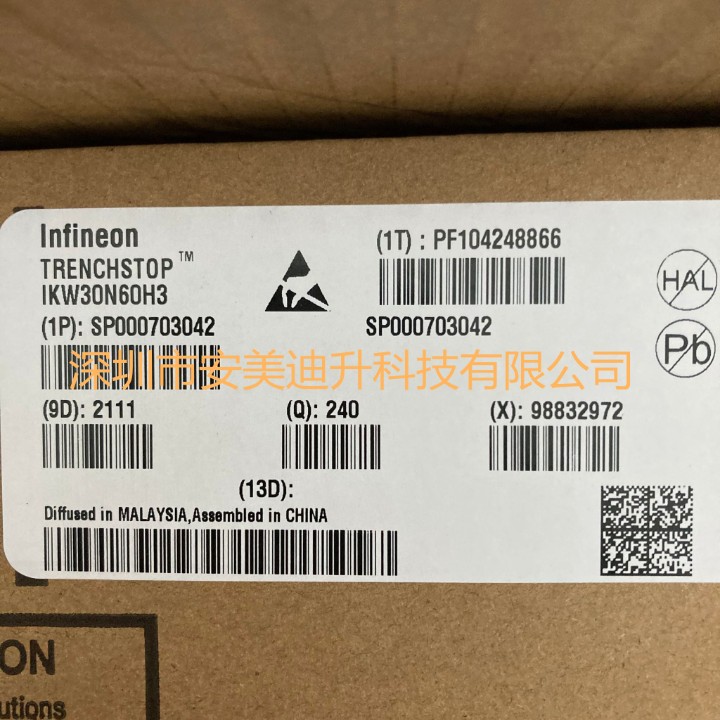 Infineon
TRENCHSTOP™
IKW30N60H3
(1P): SP000703042
(1T) : PF104248866
SP000703042
HAL
Pb
深圳市安美迪升科技有限公司
(9D): 2111
(Q): 240
(X): 98832972
(13D):
Diffused in MALAYSIA,Assembled in CHINA
ON
utions